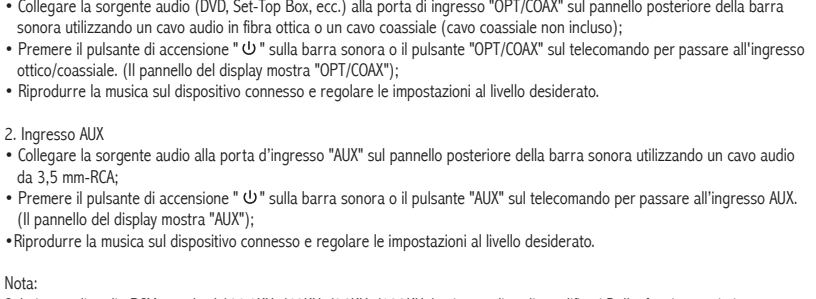 • Collegare la sorgente audio (DVD, Set-Top Box, ecc.) alla porta di ingresso "OPT/COAX" sul pannello posteriore della barra
sonora utilizzando un cavo audio in fibra ottica o un cavo coassiale (cavo coassiale non incluso);
• Premere il pulsante di accensione " ⏻ " sulla barra sonora o il pulsante "OPT/COAX" sul telecomando per passare all'ingresso
ottico/coassiale. (Il pannello del display mostra "OPT/COAX");
• Riprodurre la musica sul dispositivo connesso e regolare le impostazioni al livello desiderato.
2. Ingresso AUX
• Collegare la sorgente audio alla porta d'ingresso "AUX" sul pannello posteriore della barra sonora utilizzando un cavo audio
da 3,5 mm-RCA;
• Premere il pulsante di accensione " ⏻ " sulla barra sonora o il pulsante "AUX" sul telecomando per passare all'ingresso AUX.
(Il pannello del display mostra "AUX");
•Riprodurre la musica sul dispositivo connesso e regolare le impostazioni al livello desiderato.
Nota: